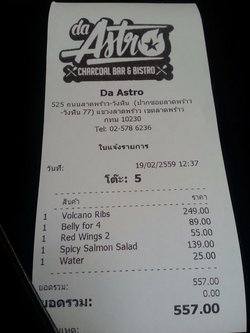 da
Astro
CHARCOAL BAR & BISTRO
Da Astro
525 ถนนลาดพร้าว-วังหิน (ปากซอยลาดพร้าว
-วังหิน 77) แขวงลาดพร้าว เขตลาดพร้าว
กทม 10230
Tel: 02-578 6236
ใบแจ้งรายการ
วันที่: 19/02/2559 12:37
โต๊ะ: 5
สินค้า ราคา
1 Volcano Ribs 249.00
1 Belly for 4 89.00
1 Red Wings 2 55.00
1 Spicy Salmon Salad 139.00
1 Water 25.00
ยอดรวม: 557.00
0.00
ยอดรวม: 557.00